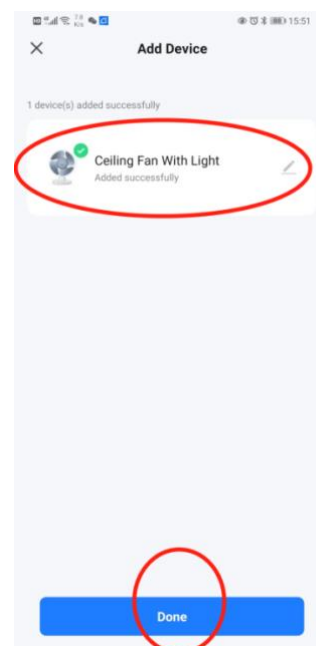 15:51
Add Device
1 device(s) added successfully
Ceiling Fan With Light
Added successfully
Done